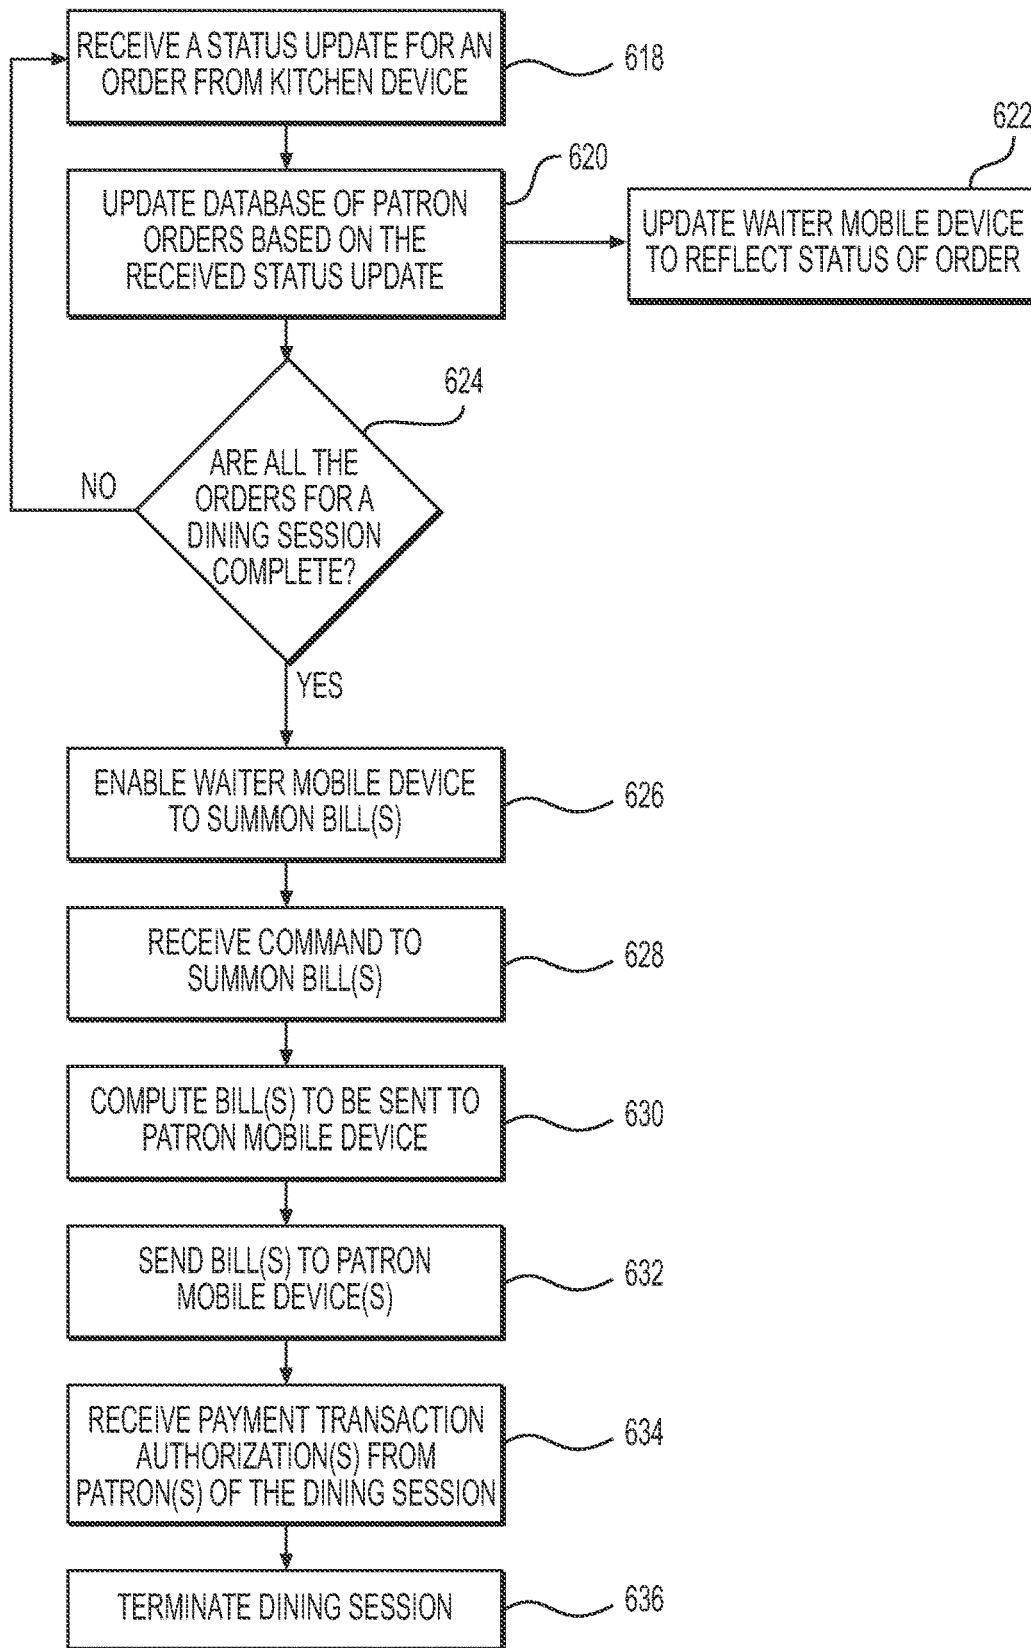 RECEIVE A STATUS UPDATE FOR AN
ORDER FROM KITCHEN DEVICE
618
620
622
UPDATE DATABASE OF PATRON
ORDERS BASED ON THE
RECEIVED STATUS UPDATE
UPDATE WAITER MOBILE DEVICE
TO REFLECT STATUS OF ORDER
624
ARE ALL THE
ORDERS FOR A
DINING SESSION
COMPLETE?
NO
YES
ENABLE WAITER MOBILE DEVICE
TO SUMMON BILL(S)
626
RECEIVE COMMAND TO
SUMMON BILL(S)
628
COMPUTE BILL(S) TO BE SENT TO
PATRON MOBILE DEVICE
630
SEND BILL(S) TO PATRON
MOBILE DEVICE(S)
632
RECEIVE PAYMENT TRANSACTION
AUTHORIZATION(S) FROM
PATRON(S) OF THE DINING SESSION
634
TERMINATE DINING SESSION
636